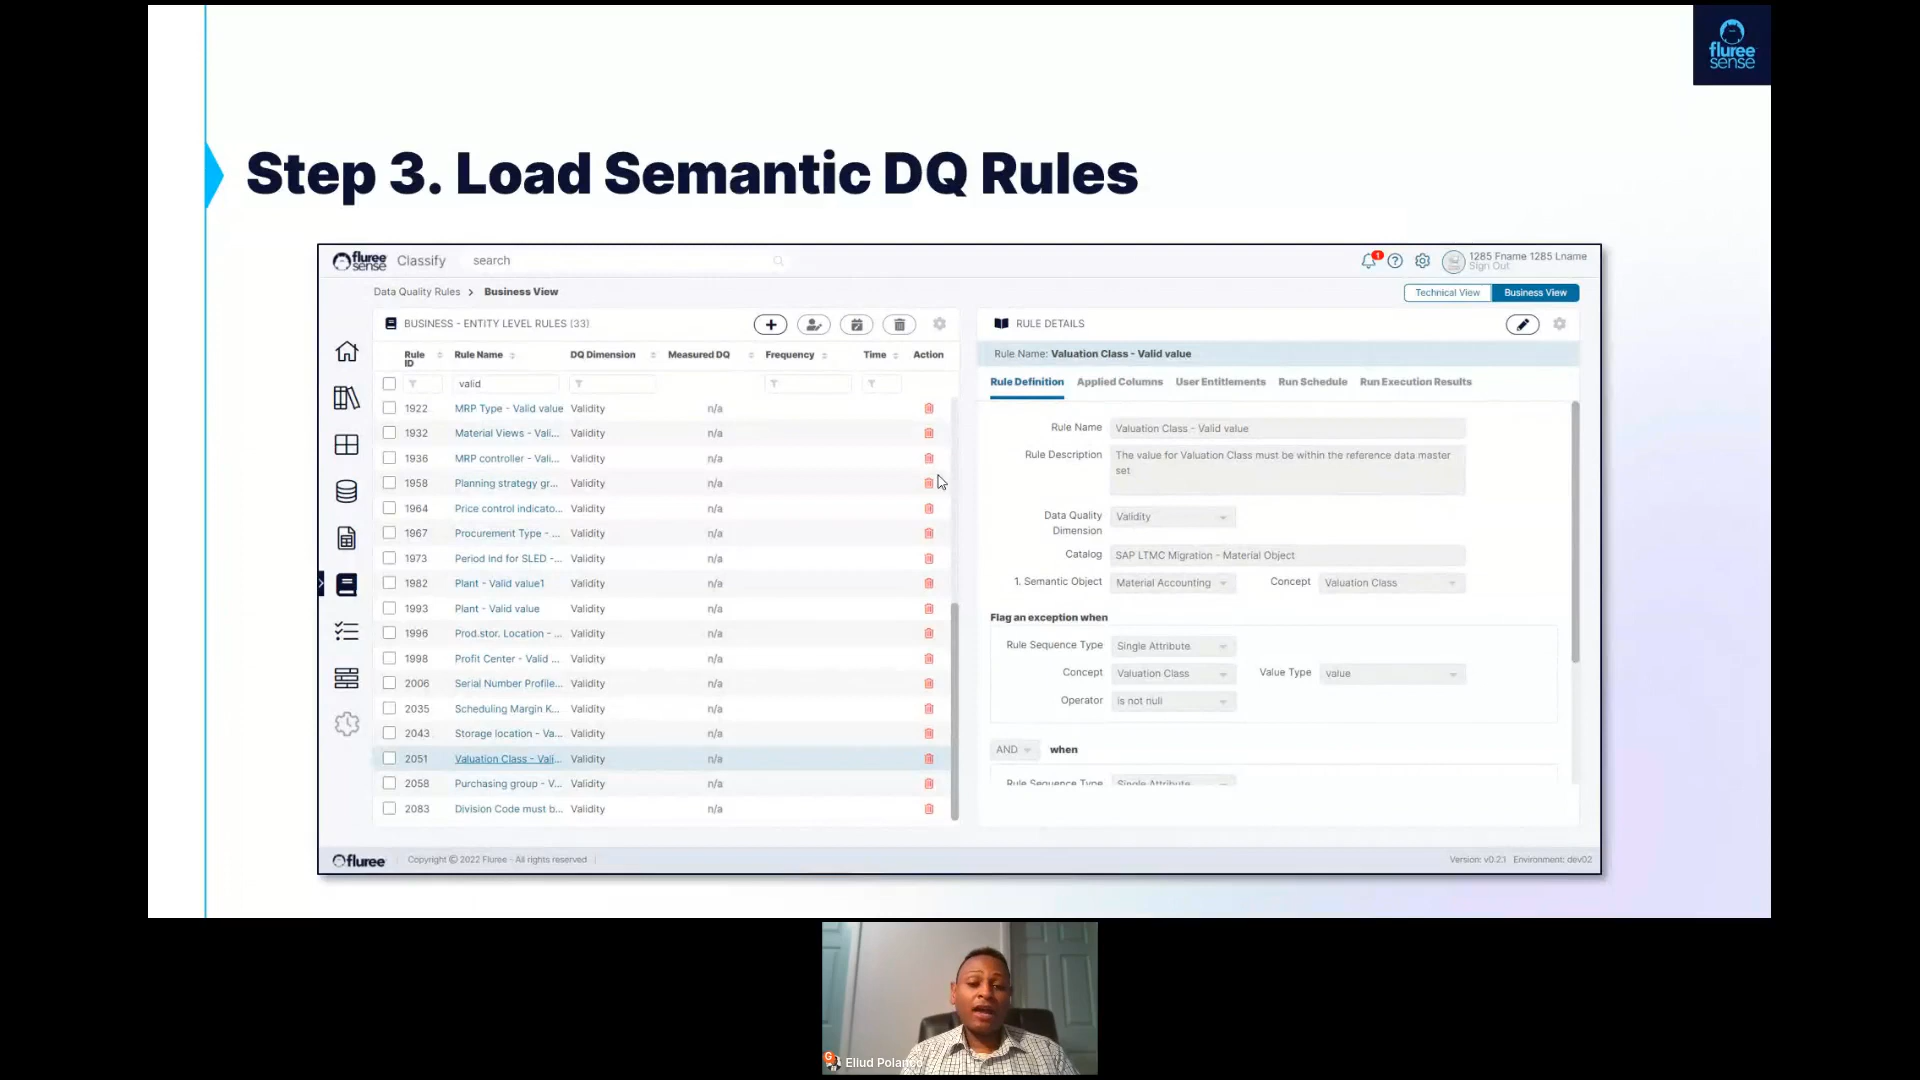 fluree
sense
Step 3. Load Semantic DQ Rules
fluree
sense
Classify
search
1
1285 Fname 1285 Lname
Sign Out
Data Quality Rules > Business View
Technical View
Business View
BUSINESS - ENTITY LEVEL RULES (33)
Rule ID Rule Name DQ Dimension Measured DQ Frequency Time Action
valid
1922 MRP Type - Valid value Validity n/a
1932 Material Views - Vali... Validity n/a
1936 MRP controller - Vali... Validity n/a
1958 Planning strategy gr... Validity n/a
1964 Price control indicato... Validity n/a
1967 Procurement Type - ... Validity n/a
1973 Period Ind for SLED -... Validity n/a
1982 Plant - Valid value1 Validity n/a
1993 Plant - Valid value Validity n/a
1996 Prod.stor. Location - ... Validity n/a
1998 Profit Center - Valid ... Validity n/a
2006 Serial Number Profile... Validity n/a
2035 Scheduling Margin K... Validity n/a
2043 Storage location - Va... Validity n/a
2051 Valuation Class - Vali... Validity n/a
2058 Purchasing group - V... Validity n/a
2083 Division Code must b... Validity n/a
RULE DETAILS
Rule Name: Valuation Class - Valid value
Rule Definition Applied Columns User Entitlements Run Schedule Run Execution Results
Rule Name Valuation Class - Valid value
Rule Description The value for Valuation Class must be within the reference data master
set
Data Quality Validity
Dimension
Catalog SAP LTMC Migration - Material Object
1. Semantic Object Material Accounting Concept Valuation Class
Flag an exception when
Rule Sequence Type Single Attribute
Concept Valuation Class Value Type value
Operator is not null
AND when
Rule Sequence Type Single Attribute
fluree
Copyright © 2022 Fluree - All rights reserved
Version: v0.2.1 Environment: dev02
G
Eliud